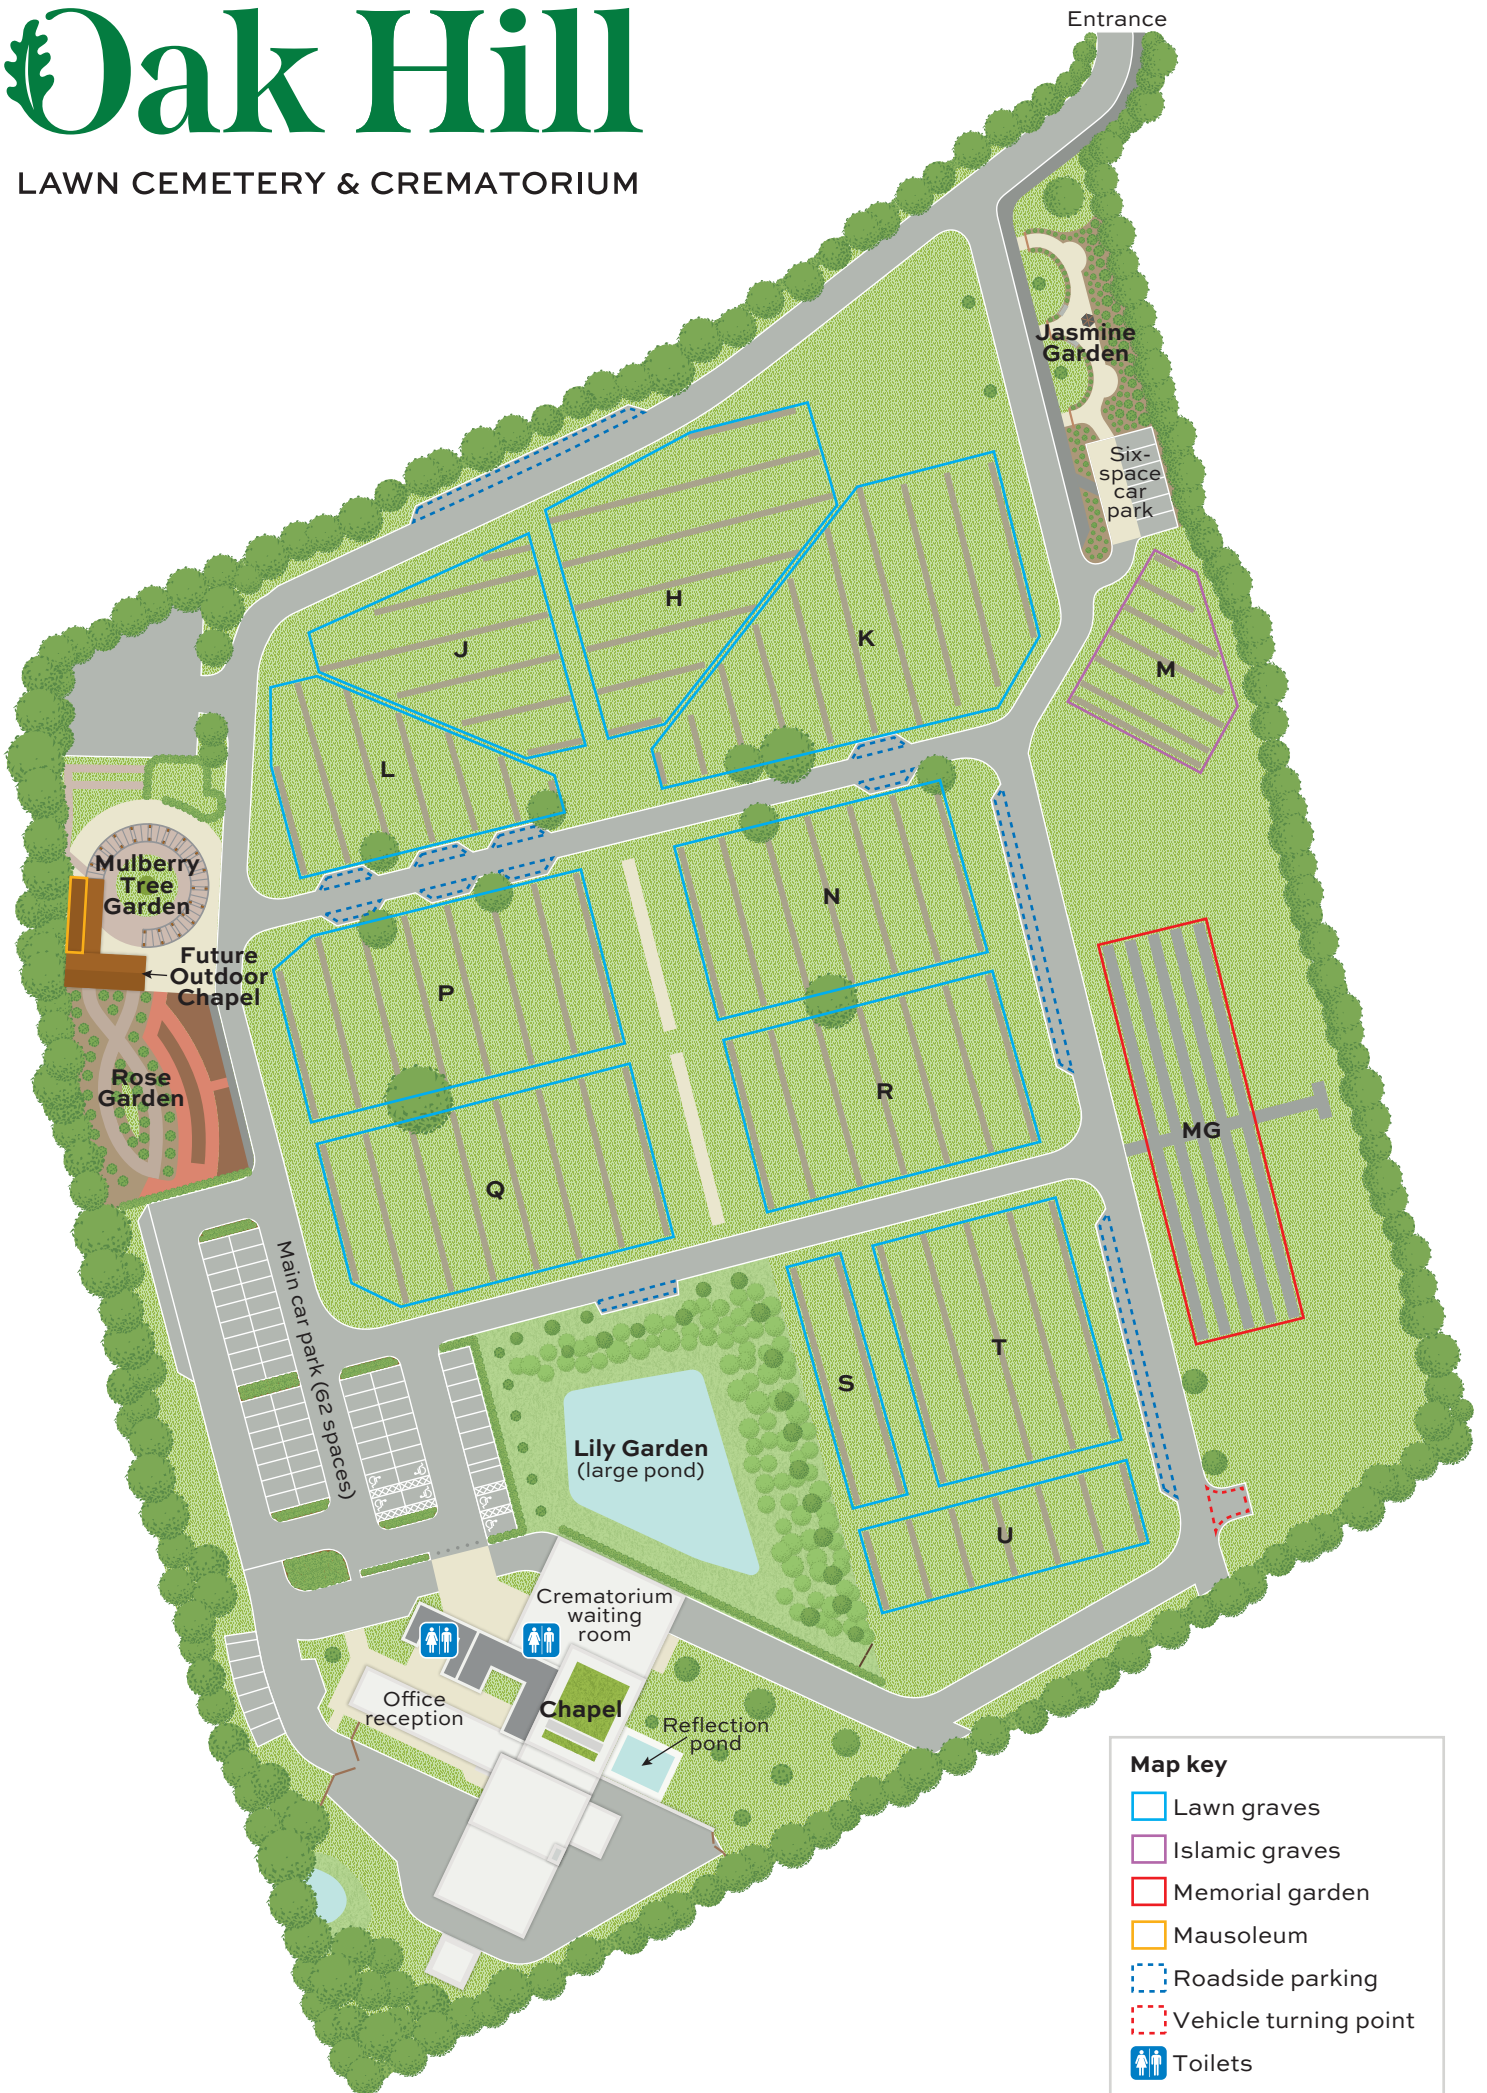 Oak Hill
LAWN CEMETERY & CREMATORIUM
Entrance
Jasmine
Garden
Six-
space
car
park
H
J
K
M
L
Mulberry
Tree
Garden
N
Future
Outdoor
Chapel
P
Rose
Garden
R
MG
Q
Main car park (62 spaces)
S
T
Lily Garden
(large pond)
U
Crematorium
waiting
room
Office
reception
Chapel
Reflection
pond
Map key
Lawn graves
Islamic graves
Memorial garden
Mausoleum
Roadside parking
Vehicle turning point
Toilets